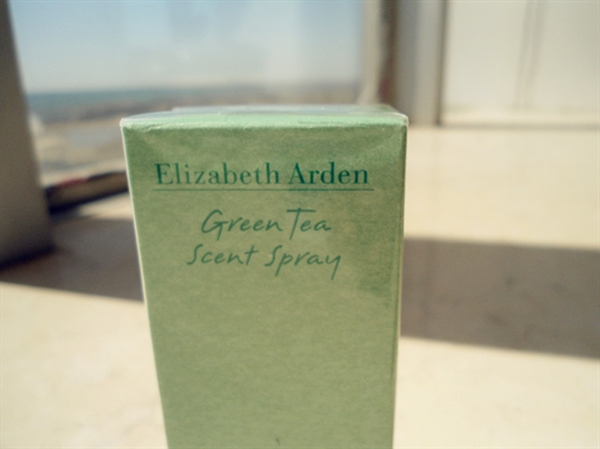 Elizabeth Arden
Green Tea
Scent Spray